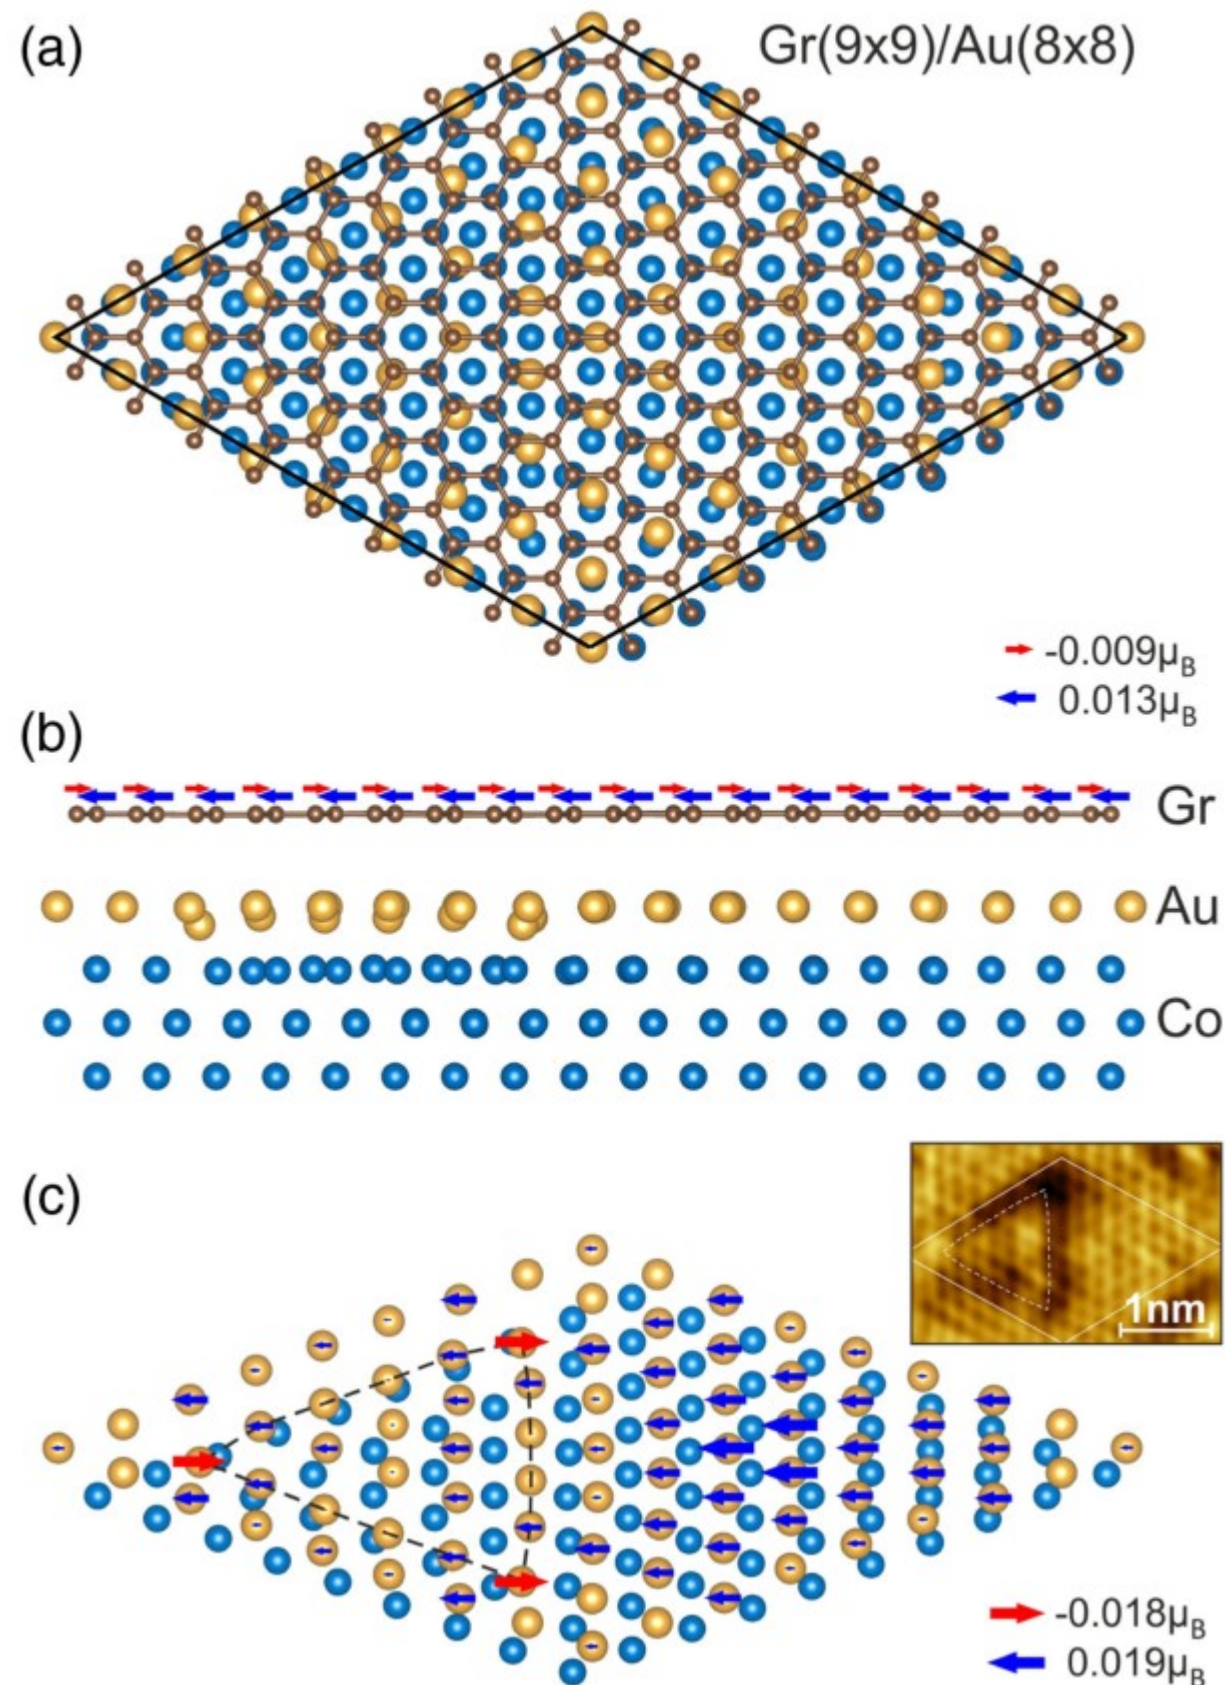 (a)
Gr(9x9)/Au(8x8)
-0.009μB
0.013μB
(b)
Gr
Au
Co
(c)
1nm
-0.018μB
0.019μB